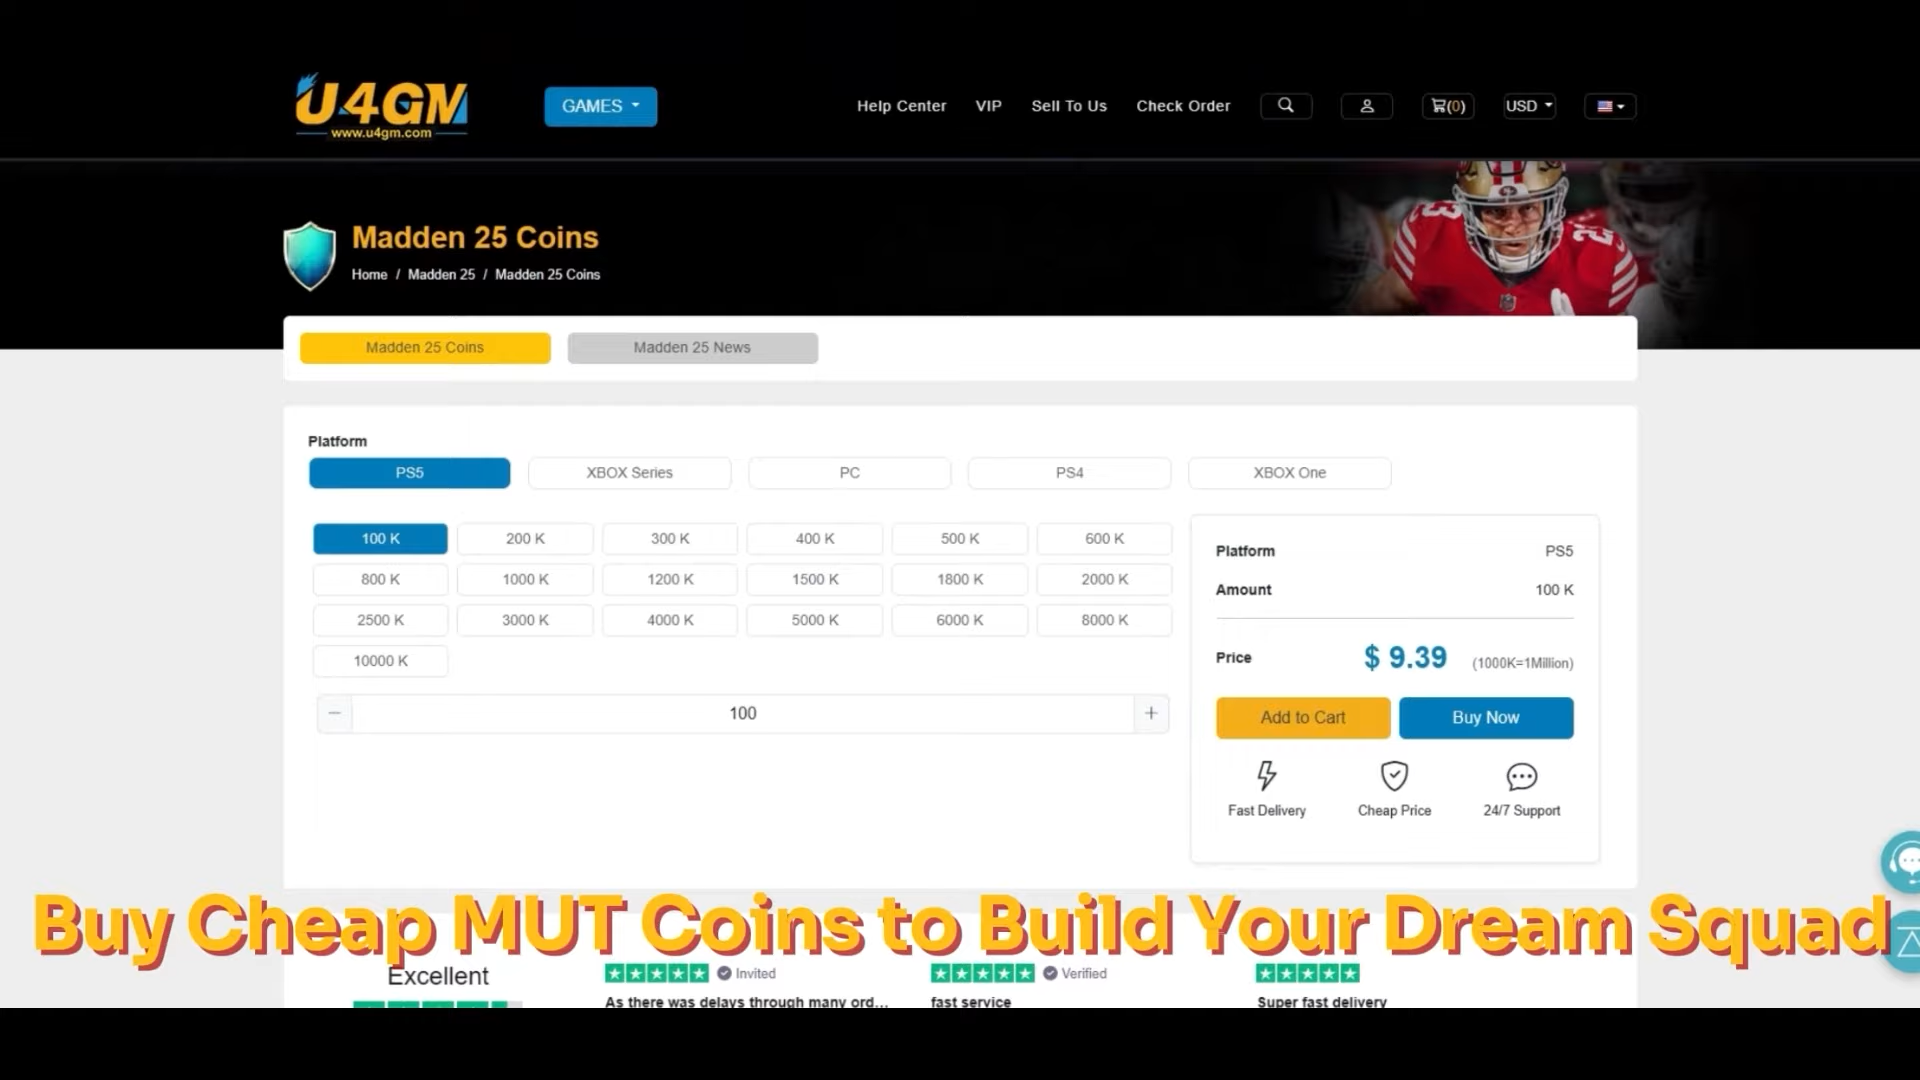 U4GM
www.u4gm.com
GAMES
Help Center
VIP
Sell To Us
Check Order
(0)
USD
Madden 25 Coins
Home / Madden 25 / Madden 25 Coins
23
2
Madden 25 Coins
Madden 25 News
Platform
PS5
XBOX Series
PC
PS4
XBOX One
100 K
200 K
300 K
400 K
500 K
600 K
800 K
1000 K
1200 K
1500 K
1800 K
2000 K
2500 K
3000 K
4000 K
5000 K
6000 K
8000 K
10000 K
− 100 +
Platform PS5
Amount 100 K
Price $ 9.39 (1000K=1Million)
Add to Cart
Buy Now
Fast Delivery
Cheap Price
24/7 Support
Buy Cheap MUT Coins to Build Your Dream Squad
Excellent
Invited
Verified
As there was delays through many ord...
fast service
Super fast delivery